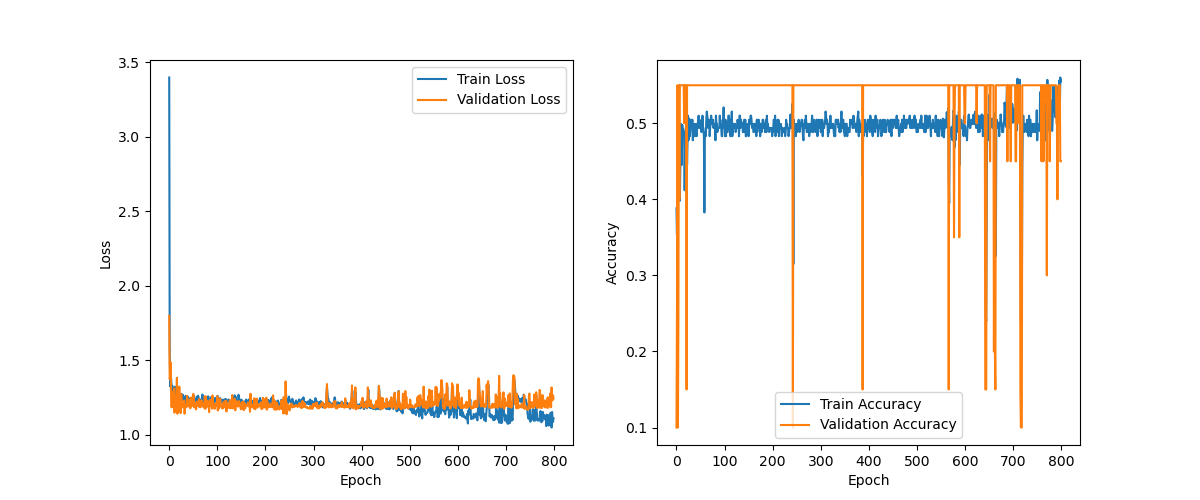 3.5
3.0
2.5
2.0
1.5
1.0
Loss
0 100 200 300 400 500 600 700 800
Epoch
Train Loss
Validation Loss
0.5
0.4
0.3
0.2
0.1
Accuracy
0 100 200 300 400 500 600 700 800
Epoch
Train Accuracy
Validation Accuracy